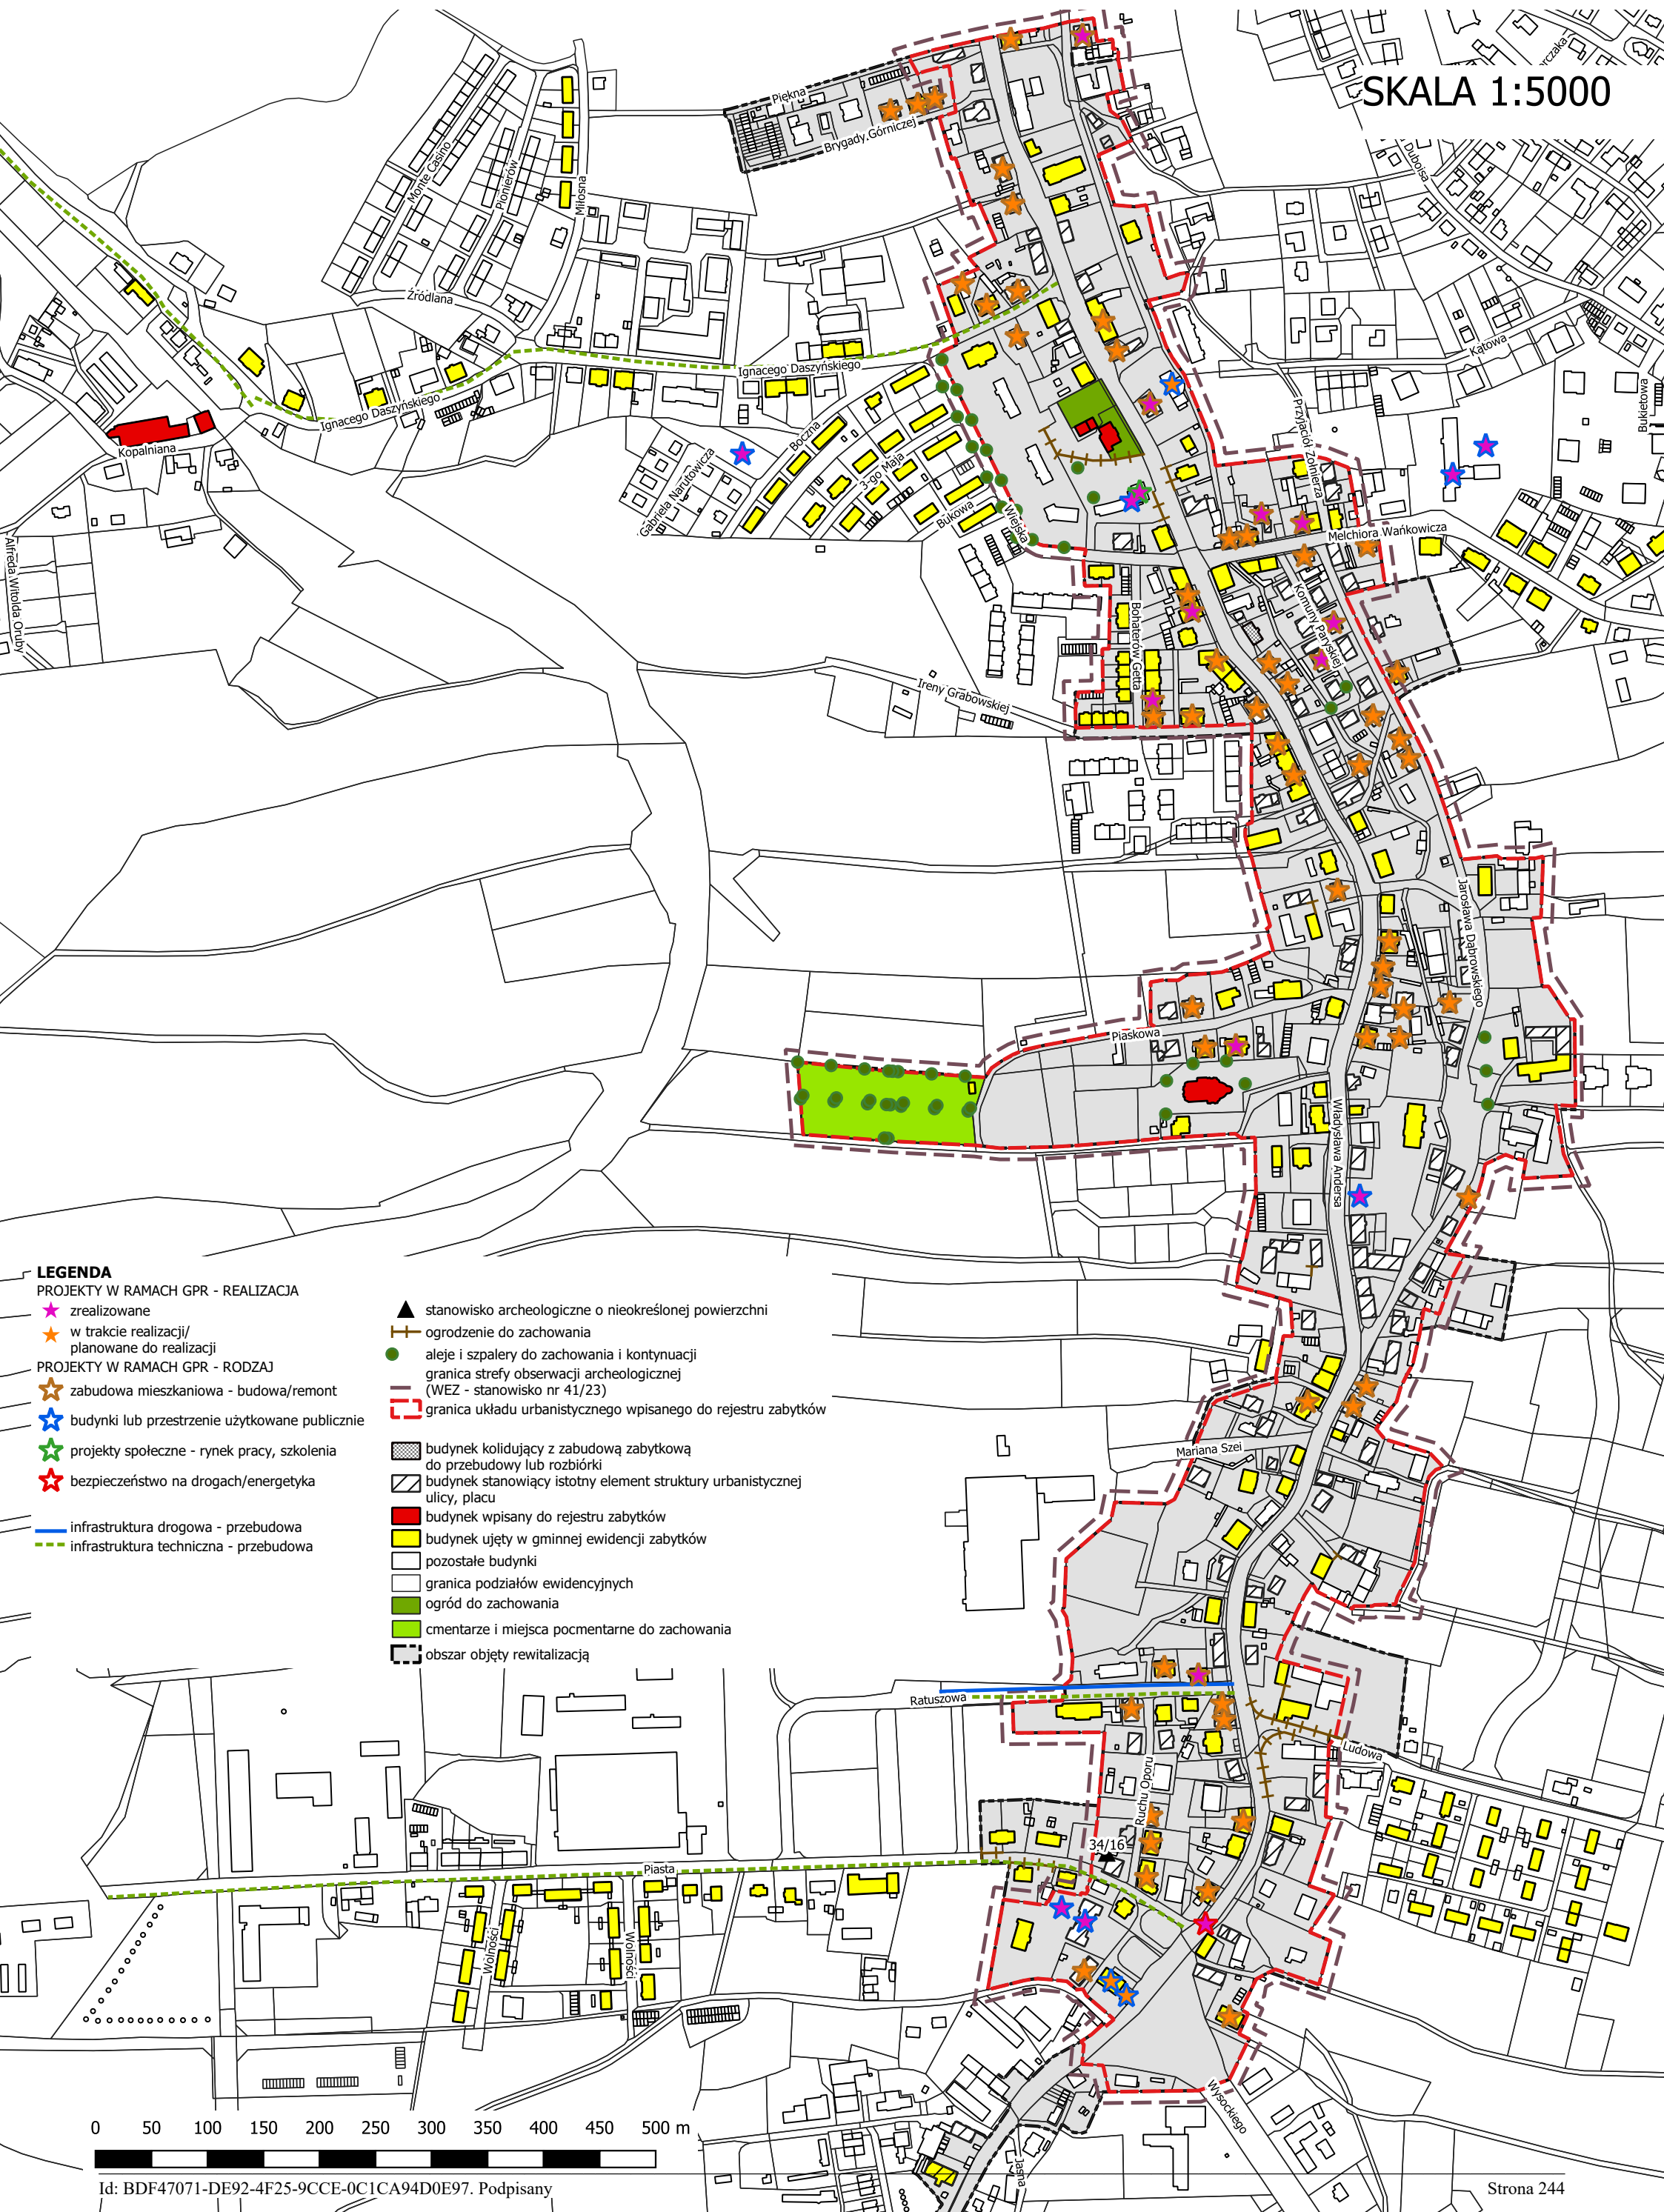 SKALA 1:5000
Piękna
Brygady Górniczej
Monte Casino
Pionierów
Miłosna
Źródlana
Duboisa
Kątowa
Bukietowa
Ignacego Daszyńskiego
Ignacego Daszyńskiego
Kopalniana
Boczna
Gabriela Narutowicza
3-go Maja
Bukowa
Wiejska
Przyjaciół Żołnierza
Melchiora Wańkowicza
Alfreda Witolda Oruby
Bohaterów Getta
Komuny Paryskiej
Ireny Grabowskiej
Jarosława Dąbrowskiego
Piaskowa
Władysława Andersa
Mariana Szei
Ratuszowa
Ludowa
Ruchu Oporu
34/16
Piasta
Wolności
Wolności
Wysockiego
Jasna
LEGENDA
PROJEKTY W RAMACH GPR - REALIZACJA
zrealizowane
w trakcie realizacji/
planowane do realizacji
PROJEKTY W RAMACH GPR - RODZAJ
zabudowa mieszkaniowa - budowa/remont
budynki lub przestrzenie użytkowane publicznie
projekty społeczne - rynek pracy, szkolenia
bezpieczeństwo na drogach/energetyka
infrastruktura drogowa - przebudowa
infrastruktura techniczna - przebudowa
stanowisko archeologiczne o nieokreślonej powierzchni
ogrodzenie do zachowania
aleje i szpalery do zachowania i kontynuacji
granica strefy obserwacji archeologicznej
(WEZ - stanowisko nr 41/23)
granica układu urbanistycznego wpisanego do rejestru zabytków
budynek kolidujący z zabudową zabytkową
do przebudowy lub rozbiórki
budynek stanowiący istotny element struktury urbanistycznej
ulicy, placu
budynek wpisany do rejestru zabytków
budynek ujęty w gminnej ewidencji zabytków
pozostałe budynki
granica podziałów ewidencyjnych
ogród do zachowania
cmentarze i miejsca pocmentarne do zachowania
obszar objęty rewitalizacją
0 50 100 150 200 250 300 350 400 450 500 m
Id: BDF47071-DE92-4F25-9CCE-0C1CA94D0E97. Podpisany
Strona 244